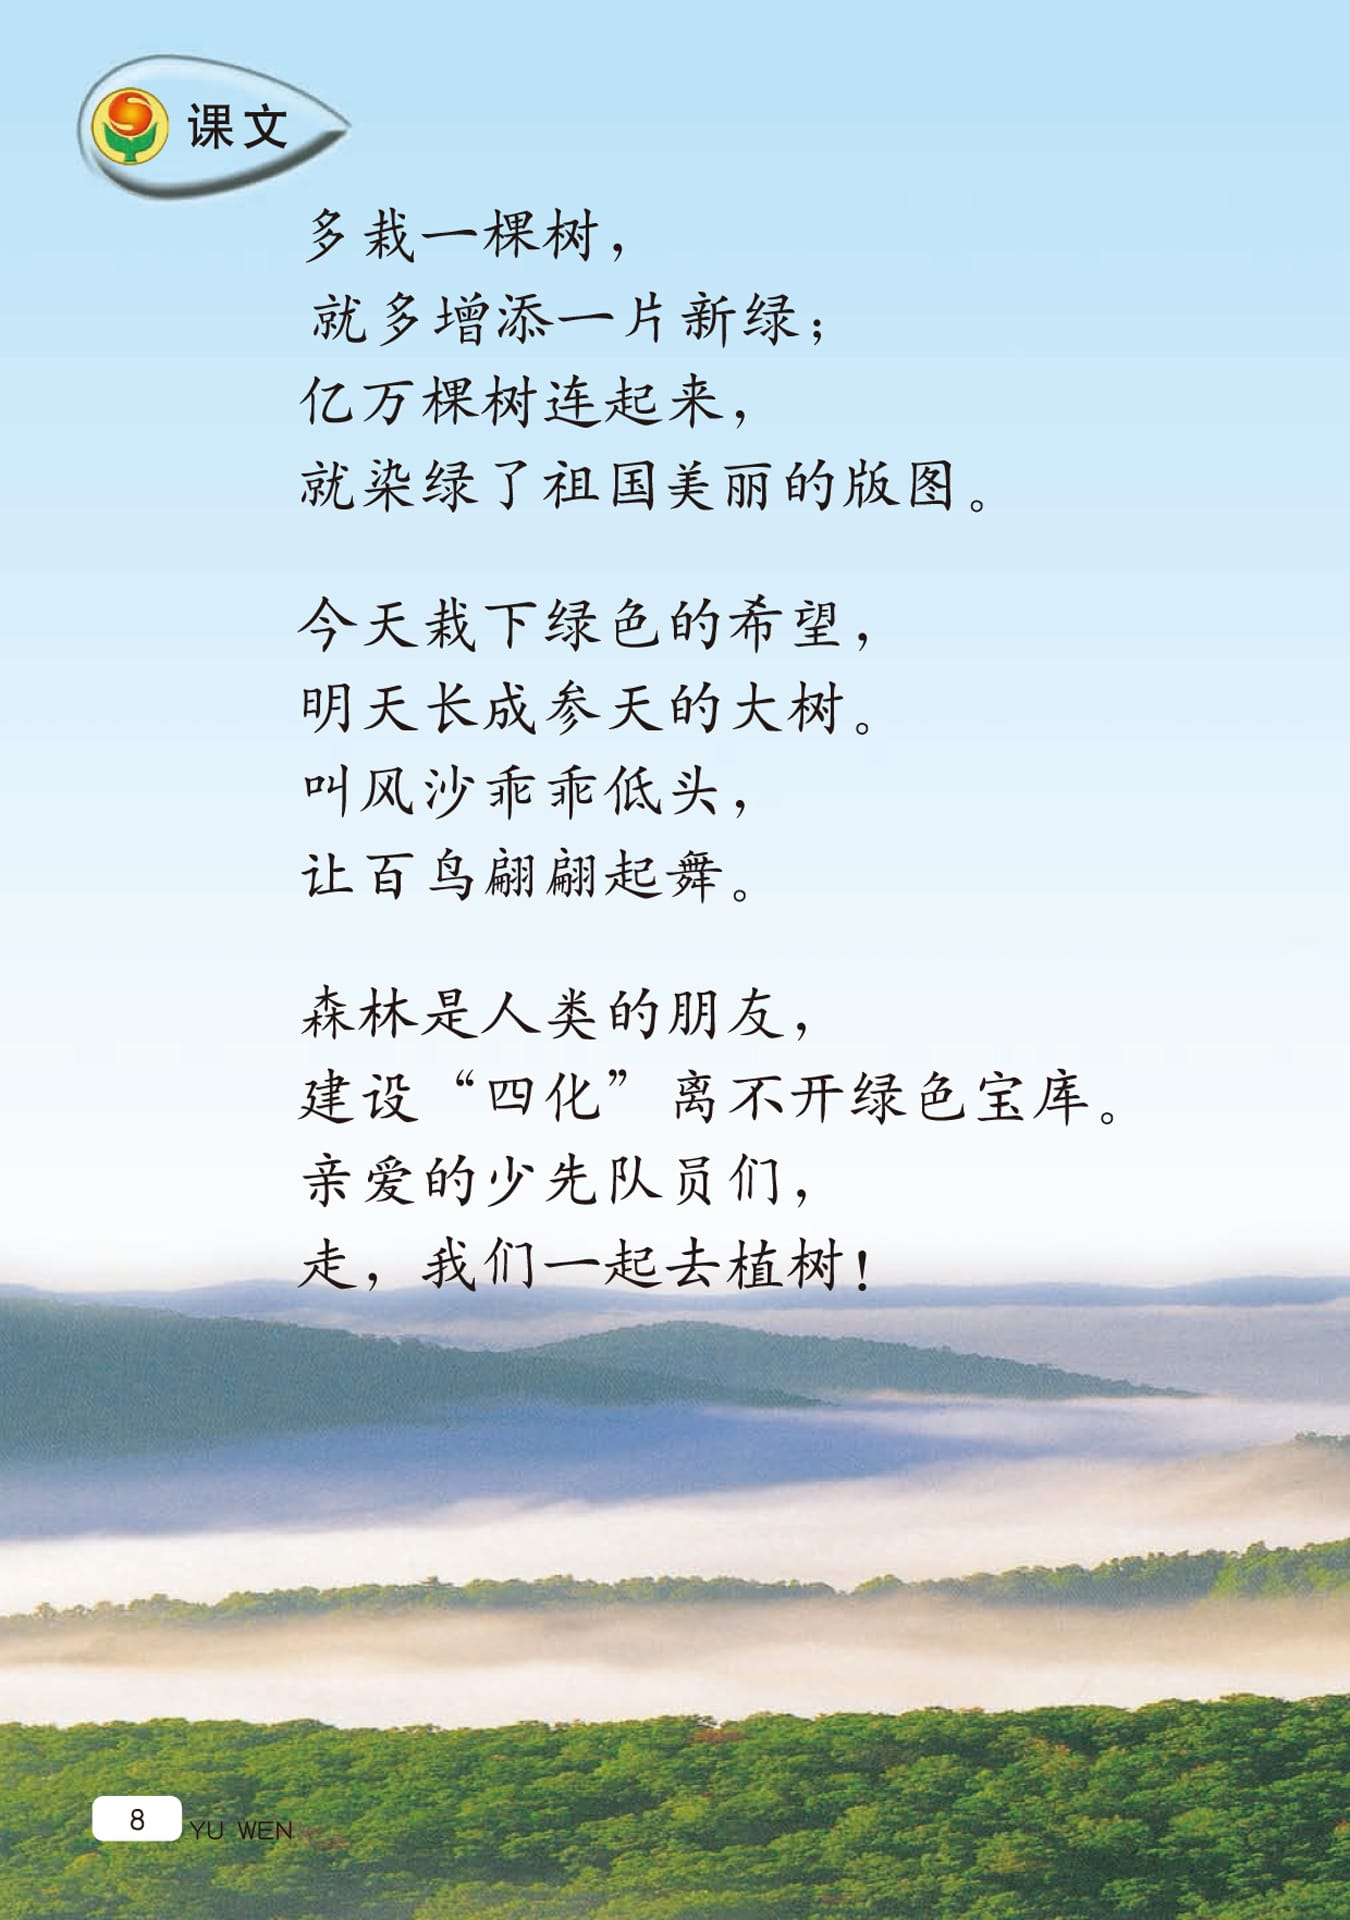 课文
多栽一棵树，
就多增添一片新绿；
亿万棵树连起来，
就染绿了祖国美丽的版图。
今天栽下绿色的希望，
明天长成参天的大树。
叫风沙乖乖低头，
让百鸟翩翩起舞。
森林是人类的朋友，
建设“四化”离不开绿色宝库。
亲爱的少先队员们，
走，我们一起去植树！
8
YU WEN